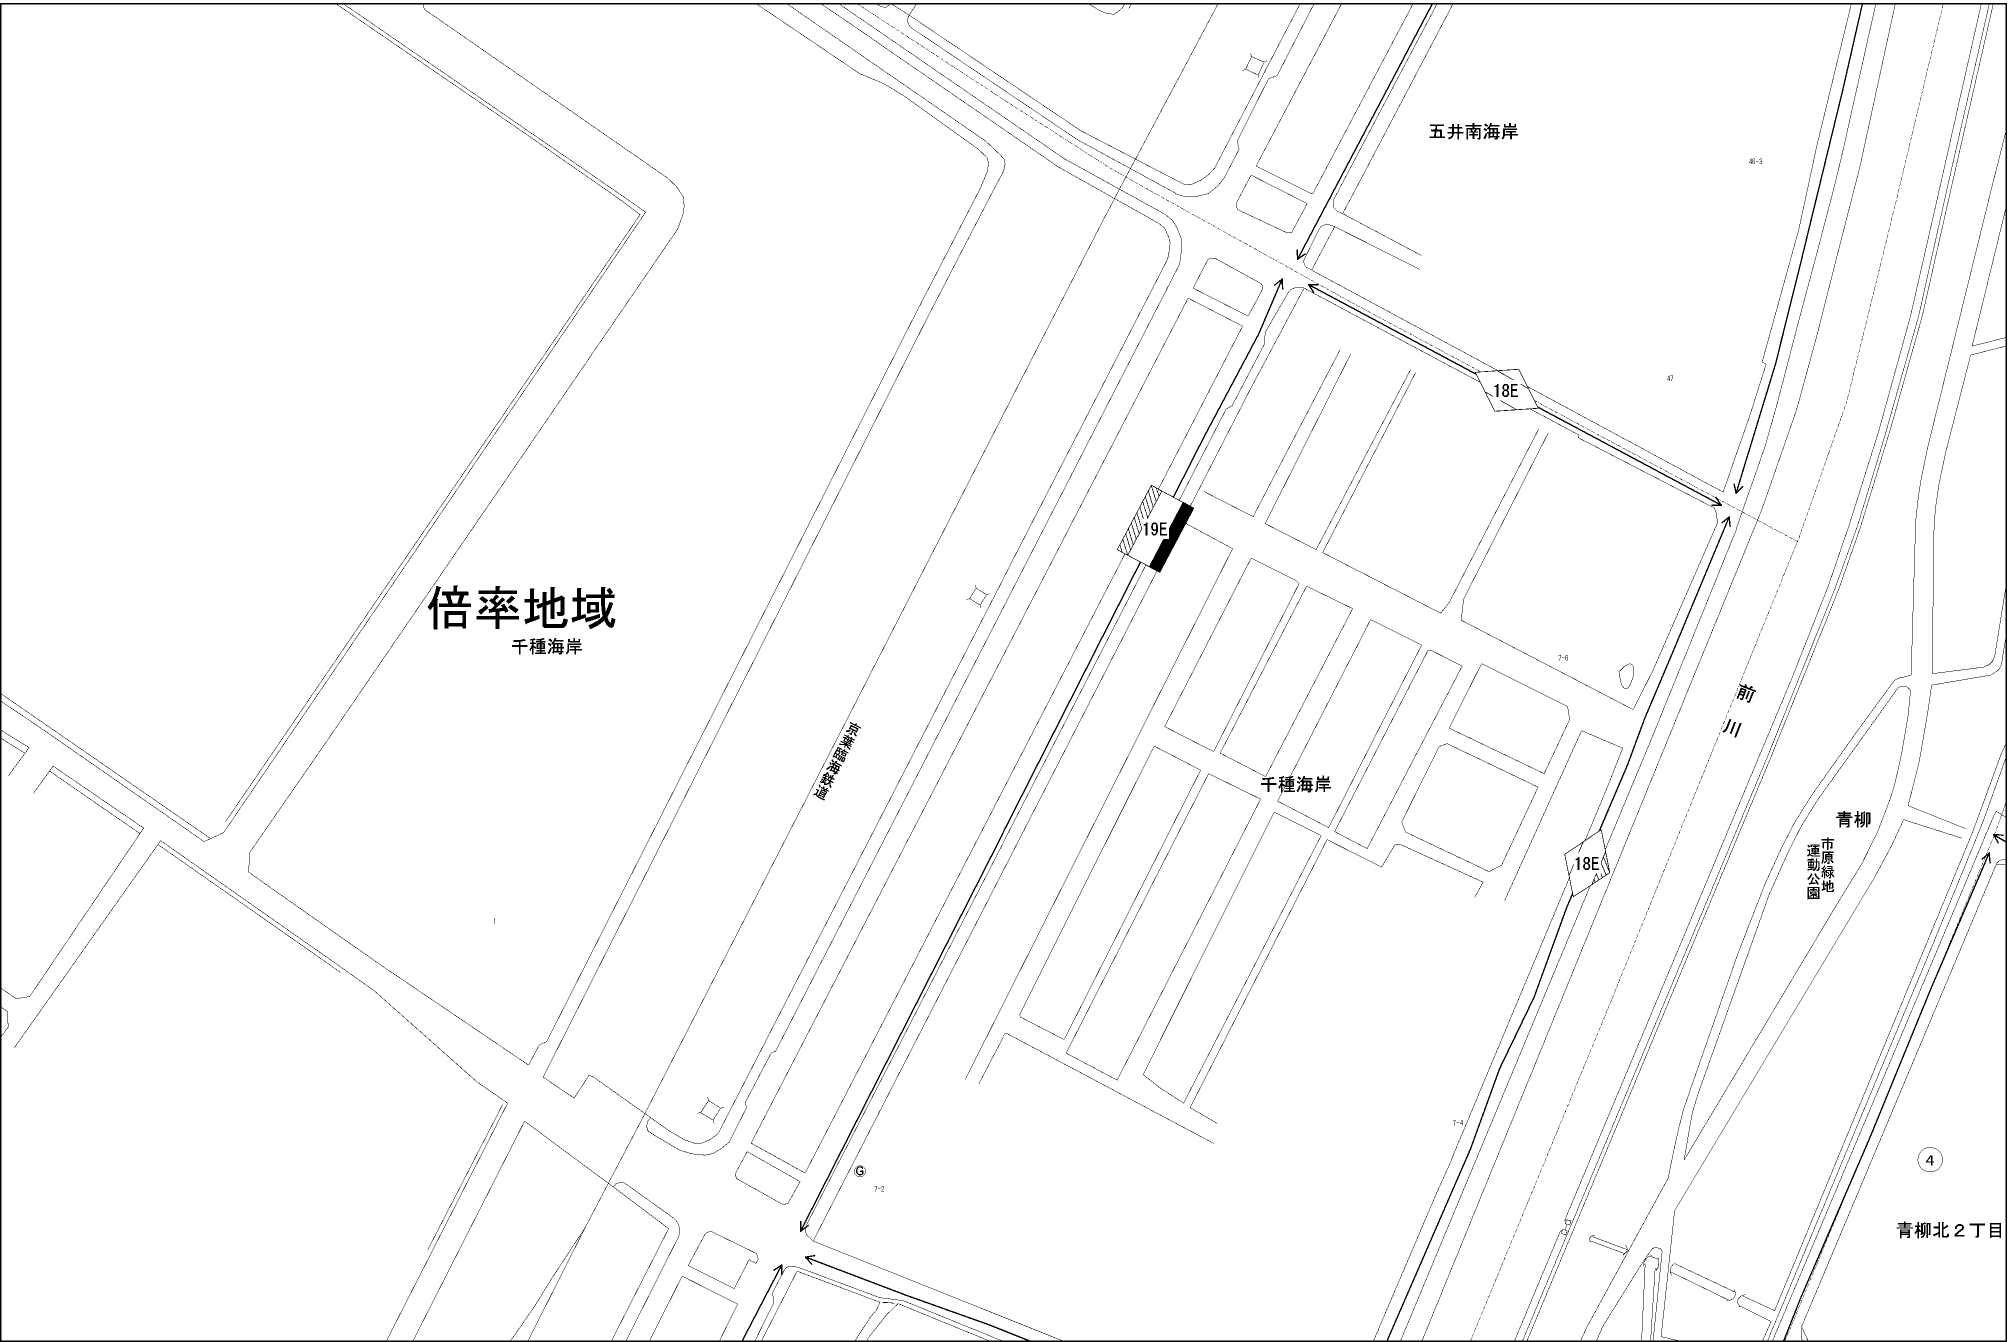 五井南海岸
46-3
47
18E
19E
倍率地域
千種海岸
7-6
前川
京葉臨海鉄道
千種海岸
青柳
市原緑地
運動公園
18E
1
7-4
4
G
7-2
青柳北２丁目